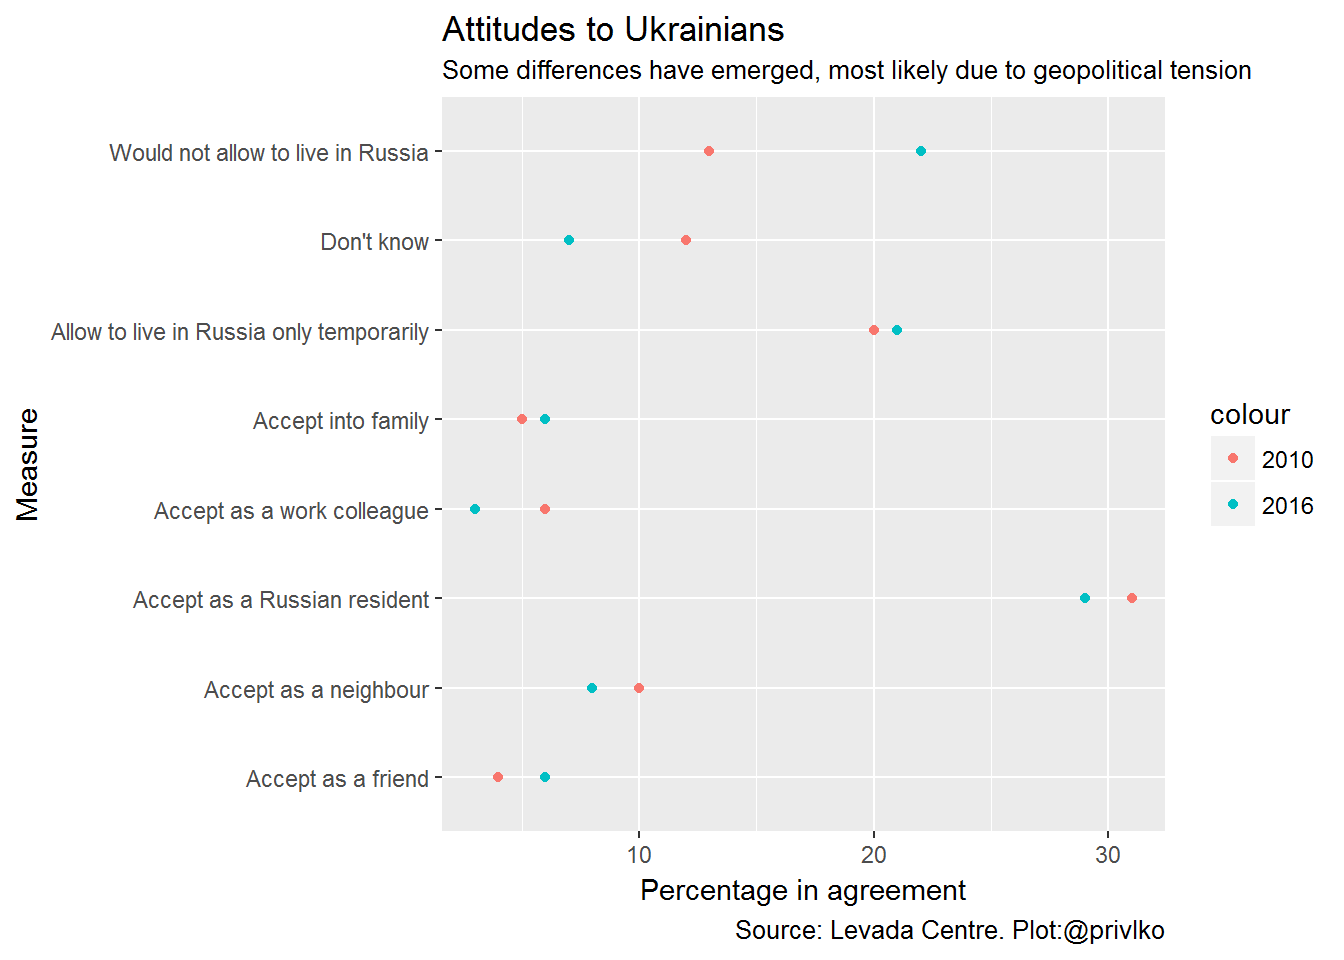 Attitudes to Ukrainians
Some differences have emerged, most likely due to geopolitical tension
Would not allow to live in Russia
Don't know
Allow to live in Russia only temporarily
Accept into family
Accept as a work colleague
Accept as a Russian resident
Accept as a neighbour
Accept as a friend
Measure
10 20 30
Percentage in agreement
Source: Levada Centre. Plot:@privlko
colour
2010
2016